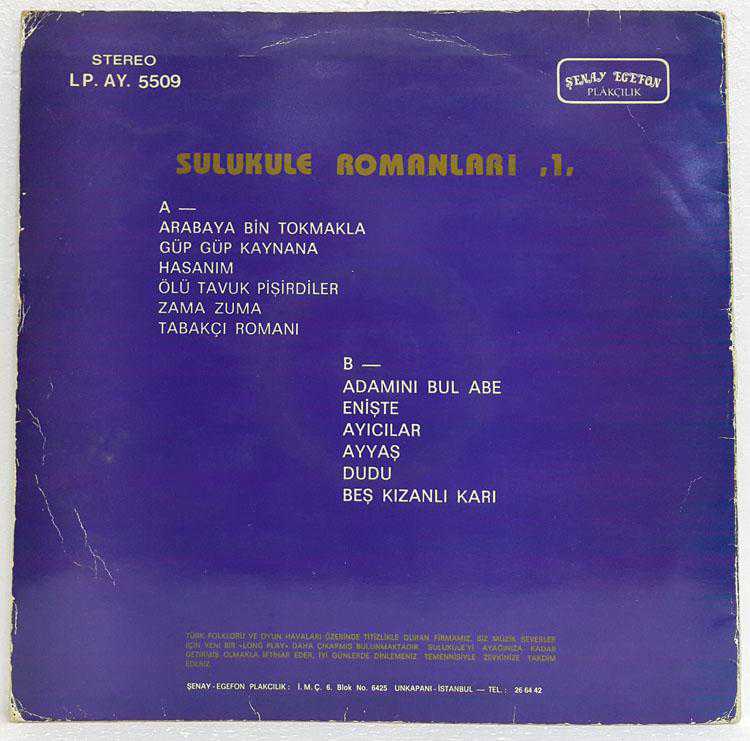 STEREO
LP. AY. 5509
ŞENAY EGEFON
PLAKÇILIK
SULUKULE ROMANLARI ,1,
A —
ARABAYA BİN TOKMAKLA
GÜP GÜP KAYNANA
HASANIM
ÖLÜ TAVUK PİŞİRDİLER
ZAMA ZUMA
TABAKÇI ROMANI
B —
ADAMINI BUL ABE
ENİŞTE
AYICILAR
AYYAŞ
DUDU
BEŞ KIZANLI KARI
TÜRK FOLKLORU VE OYUN HAVALARI ÜZERİNDE TİTİZLİKLE DURAN FİRMAMIZ, SİZ MÜZİK SEVERLER
İÇİN YENİ BİR «LONG PLAY» DAHA ÇIKARMIŞ BULUNMAKTADIR SULUKULE'Yİ AYAĞINIZA KADAR
GETİRMİŞ OLMAKLA İFTİHAR EDER, İYİ GÜNLERDE DİNLEMENİZ TEMENNİSİYLE ZEVKİNİZE TAKDİM
EDERİZ.
ŞENAY-EGEFON PLAKCILIK : İ.M.Ç. 6. Blok No. 6425 UNKAPANI-İSTANBUL — TEL. : 26 64 42